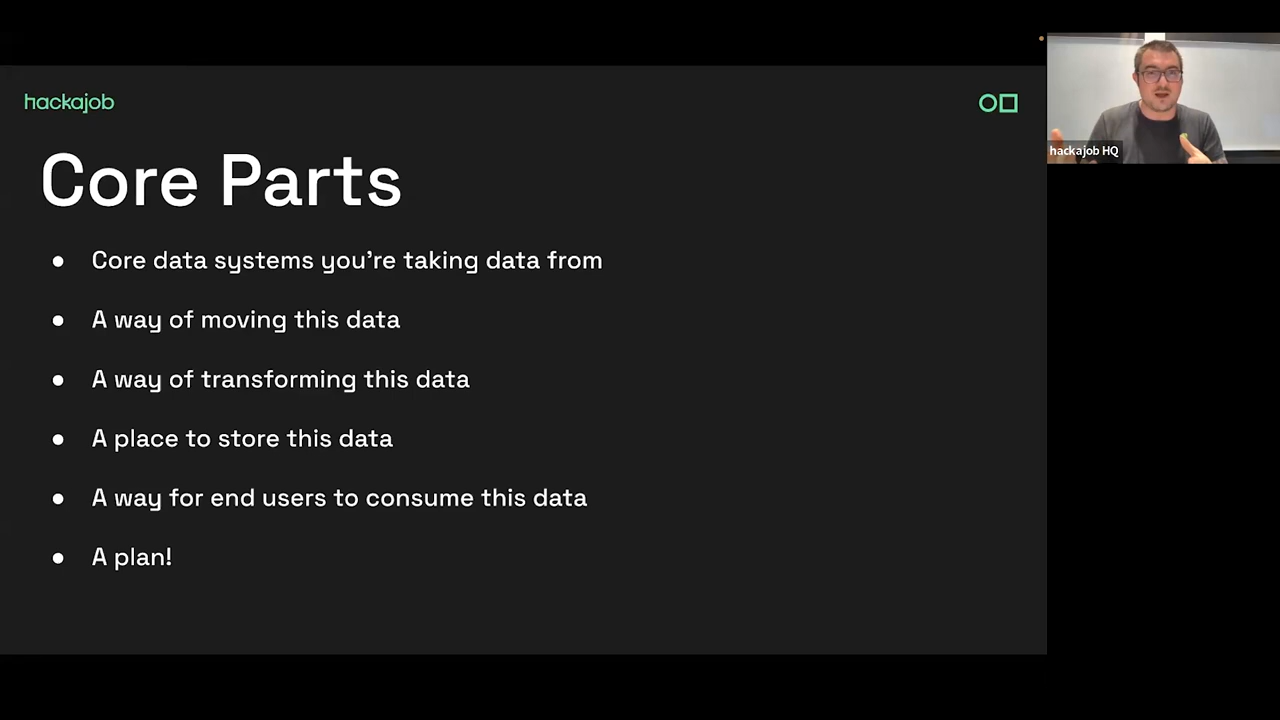 hackajob
Core Parts
● Core data systems you're taking data from
● A way of moving this data
● A way of transforming this data
● A place to store this data
● A way for end users to consume this data
● A plan!
hackajob HQ